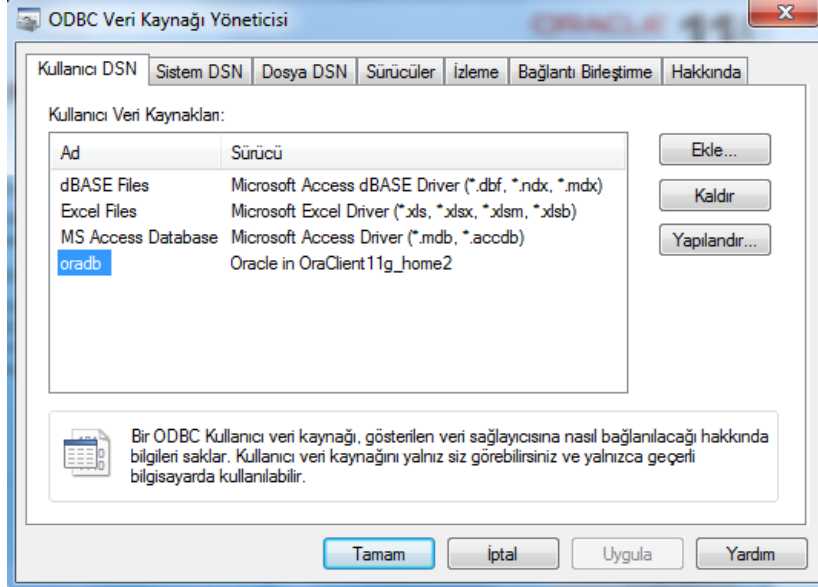 ODBC Veri Kaynağı Yöneticisi
Kullanıcı DSN Sistem DSN Dosya DSN Sürücüler İzleme Bağlantı Birleştirme Hakkında
Kullanıcı Veri Kaynakları:
Ad Sürücü
dBASE Files Microsoft Access dBASE Driver (*.dbf, *.ndx, *.mdx)
Excel Files Microsoft Excel Driver (*.xls, *.xlsx, *.xlsm, *.xlsb)
MS Access Database Microsoft Access Driver (*.mdb, *.accdb)
oradb Oracle in OraClient11g_home2
Ekle...
Kaldır
Yapılandır...
Bir ODBC Kullanıcı veri kaynağı, gösterilen veri sağlayıcısına nasıl bağlanılacağı hakkında
bilgileri saklar. Kullanıcı veri kaynağını yalnız siz görebilirsiniz ve yalnızca geçerli
bilgisayarda kullanılabilir.
Tamam İptal Uygula Yardım